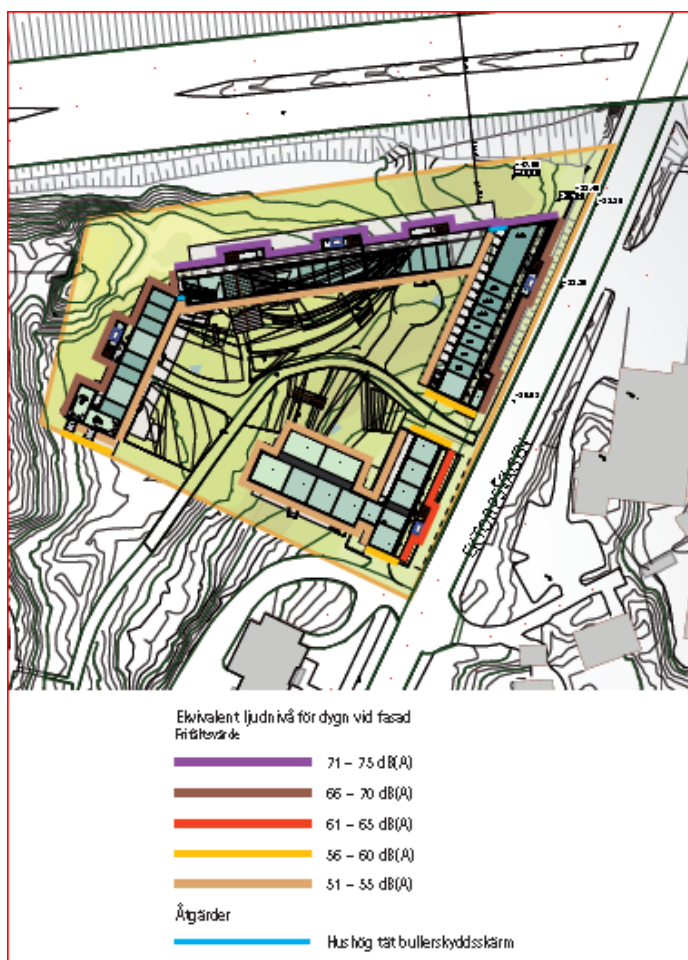 EKTORPSVÄGEN
Ekvivalent ljudnivå för dygn vid fasad
Frifältsvärde
71 – 75 dB(A)
66 – 70 dB(A)
61 – 65 dB(A)
56 – 60 dB(A)
51 – 55 dB(A)
Åtgärder
Hushög tät bullerskyddsskärm